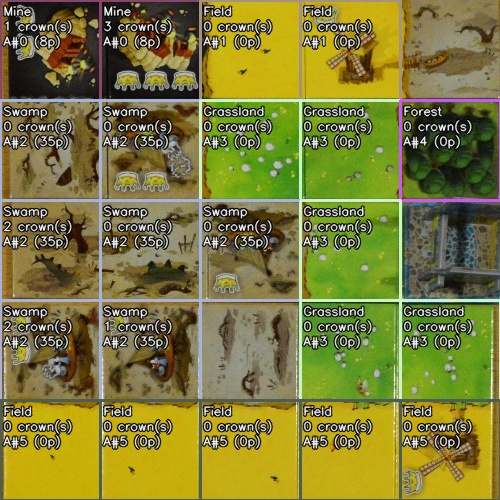 Mine
1 crown(s)
A#0 (8p)
Mine
3 crown(s)
A#0 (8p)
Field
0 crown(s)
A#1 (0p)
Field
0 crown(s)
A#1 (0p)
Swamp
0 crown(s)
A#2 (35p)
Swamp
0 crown(s)
A#2 (35p)
Grassland
0 crown(s)
A#3 (0p)
Grassland
0 crown(s)
A#3 (0p)
Forest
0 crown(s)
A#4 (0p)
Swamp
2 crown(s)
A#2 (35p)
Swamp
0 crown(s)
A#2 (35p)
Swamp
0 crown(s)
A#2 (35p)
Grassland
0 crown(s)
A#3 (0p)
Swamp
2 crown(s)
A#2 (35p)
Swamp
1 crown(s)
A#2 (35p)
Grassland
0 crown(s)
A#3 (0p)
Grassland
0 crown(s)
A#3 (0p)
Field
0 crown(s)
A#5 (0p)
Field
0 crown(s)
A#5 (0p)
Field
0 crown(s)
A#5 (0p)
Field
0 crown(s)
A#5 (0p)
Field
0 crown(s)
A#5 (0p)